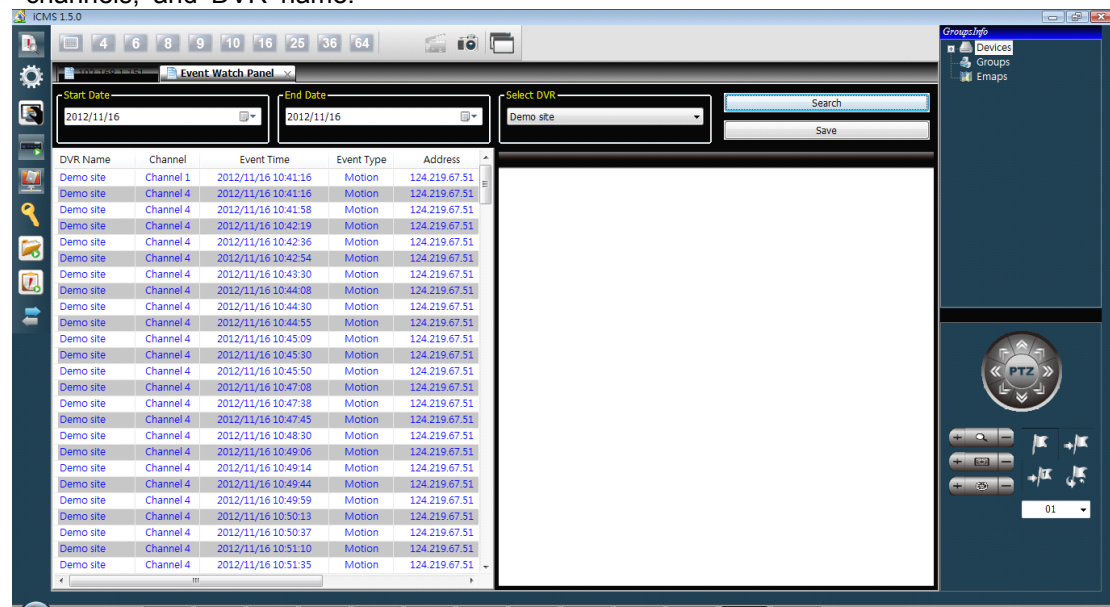 channels, and DVR name.
iCMS 1.5.0
4 6 8 9 10 16 25 36 64
GroupsInfo
Devices
Groups
Emaps
192.168.1.151 Event Watch Panel
Start Date End Date Select DVR
2012/11/16 2012/11/16 Demo site
Search
Save
DVR Name Channel Event Time Event Type Address
Demo site Channel 1 2012/11/16 10:41:16 Motion 124.219.67.51
Demo site Channel 4 2012/11/16 10:41:16 Motion 124.219.67.51
Demo site Channel 4 2012/11/16 10:41:58 Motion 124.219.67.51
Demo site Channel 4 2012/11/16 10:42:19 Motion 124.219.67.51
Demo site Channel 4 2012/11/16 10:42:36 Motion 124.219.67.51
Demo site Channel 4 2012/11/16 10:42:54 Motion 124.219.67.51
Demo site Channel 4 2012/11/16 10:43:30 Motion 124.219.67.51
Demo site Channel 4 2012/11/16 10:44:08 Motion 124.219.67.51
Demo site Channel 4 2012/11/16 10:44:30 Motion 124.219.67.51
Demo site Channel 4 2012/11/16 10:44:55 Motion 124.219.67.51
Demo site Channel 4 2012/11/16 10:45:09 Motion 124.219.67.51
Demo site Channel 4 2012/11/16 10:45:30 Motion 124.219.67.51
Demo site Channel 4 2012/11/16 10:45:50 Motion 124.219.67.51
Demo site Channel 4 2012/11/16 10:47:08 Motion 124.219.67.51
Demo site Channel 4 2012/11/16 10:47:38 Motion 124.219.67.51
Demo site Channel 4 2012/11/16 10:47:45 Motion 124.219.67.51
Demo site Channel 4 2012/11/16 10:48:30 Motion 124.219.67.51
Demo site Channel 4 2012/11/16 10:49:06 Motion 124.219.67.51
Demo site Channel 4 2012/11/16 10:49:14 Motion 124.219.67.51
Demo site Channel 4 2012/11/16 10:49:44 Motion 124.219.67.51
Demo site Channel 4 2012/11/16 10:49:59 Motion 124.219.67.51
Demo site Channel 4 2012/11/16 10:50:13 Motion 124.219.67.51
Demo site Channel 4 2012/11/16 10:50:37 Motion 124.219.67.51
Demo site Channel 4 2012/11/16 10:51:10 Motion 124.219.67.51
Demo site Channel 4 2012/11/16 10:51:35 Motion 124.219.67.51
PTZ
01